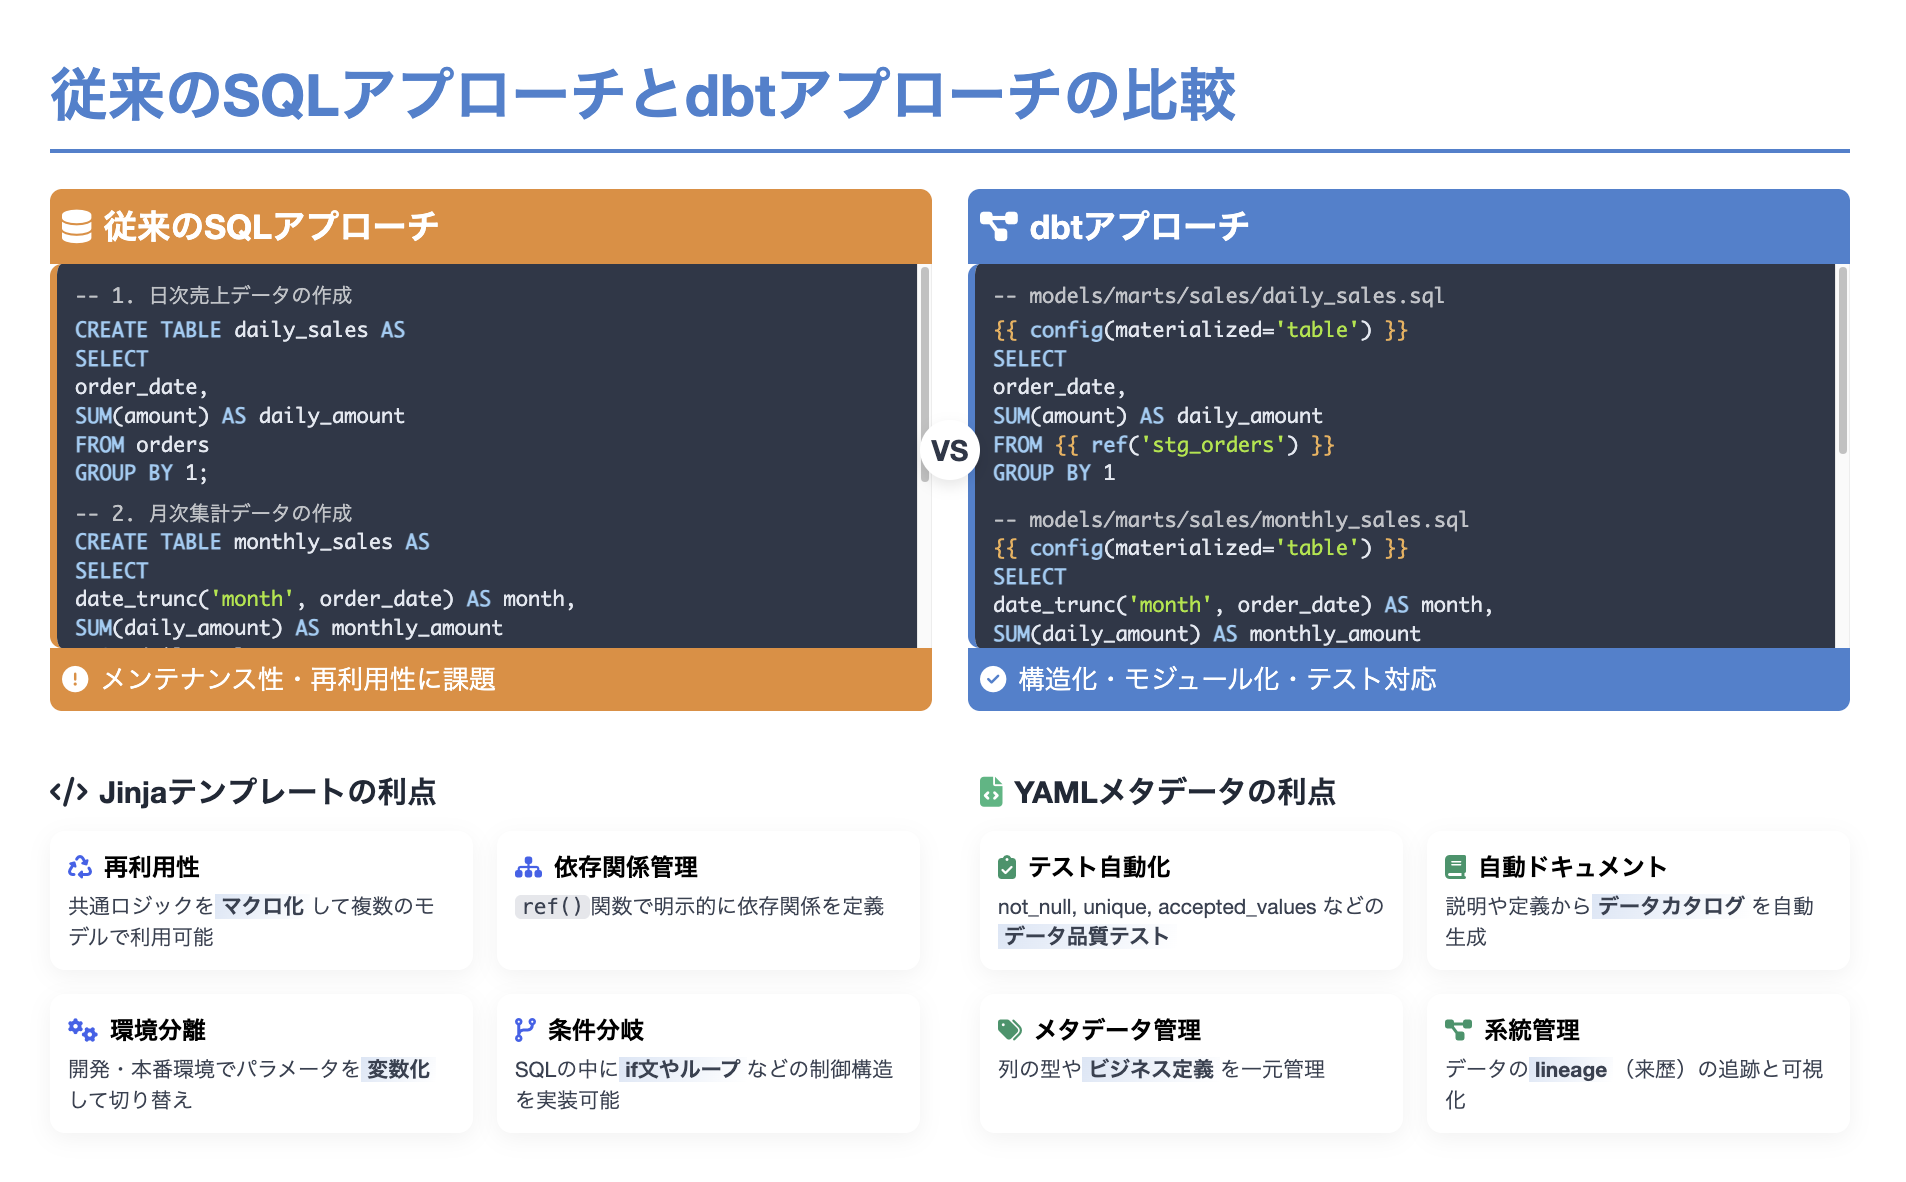 従来のSQLアプローチとdbtアプローチの比較
従来のSQLアプローチ
-- 1. 日次売上データの作成
CREATE TABLE daily_sales AS
SELECT
order_date,
SUM(amount) AS daily_amount
FROM orders
GROUP BY 1;
-- 2. 月次集計データの作成
CREATE TABLE monthly_sales AS
SELECT
date_trunc('month', order_date) AS month,
SUM(daily_amount) AS monthly_amount
メンテナンス性・再利用性に課題
VS
dbtアプローチ
-- models/marts/sales/daily_sales.sql
{{ config(materialized='table') }}
SELECT
order_date,
SUM(amount) AS daily_amount
FROM {{ ref('stg_orders') }}
GROUP BY 1
-- models/marts/sales/monthly_sales.sql
{{ config(materialized='table') }}
SELECT
date_trunc('month', order_date) AS month,
SUM(daily_amount) AS monthly_amount
構造化・モジュール化・テスト対応
Jinjaテンプレートの利点
再利用性
共通ロジックをマクロ化 して複数のモ
デルで利用可能
依存関係管理
ref()関数で明示的に依存関係を定義
環境分離
開発・本番環境でパラメータを 変数化
して切り替え
条件分岐
SQLの中に if文やループ などの制御構造
を実装可能
YAMLメタデータの利点
テスト自動化
not_null, unique, accepted_values などの
データ品質テスト
自動ドキュメント
説明や定義から データカタログ を自動
生成
メタデータ管理
列の型や ビジネス定義 を一元管理
系統管理
データの lineage （来歴）の追跡と可視
化